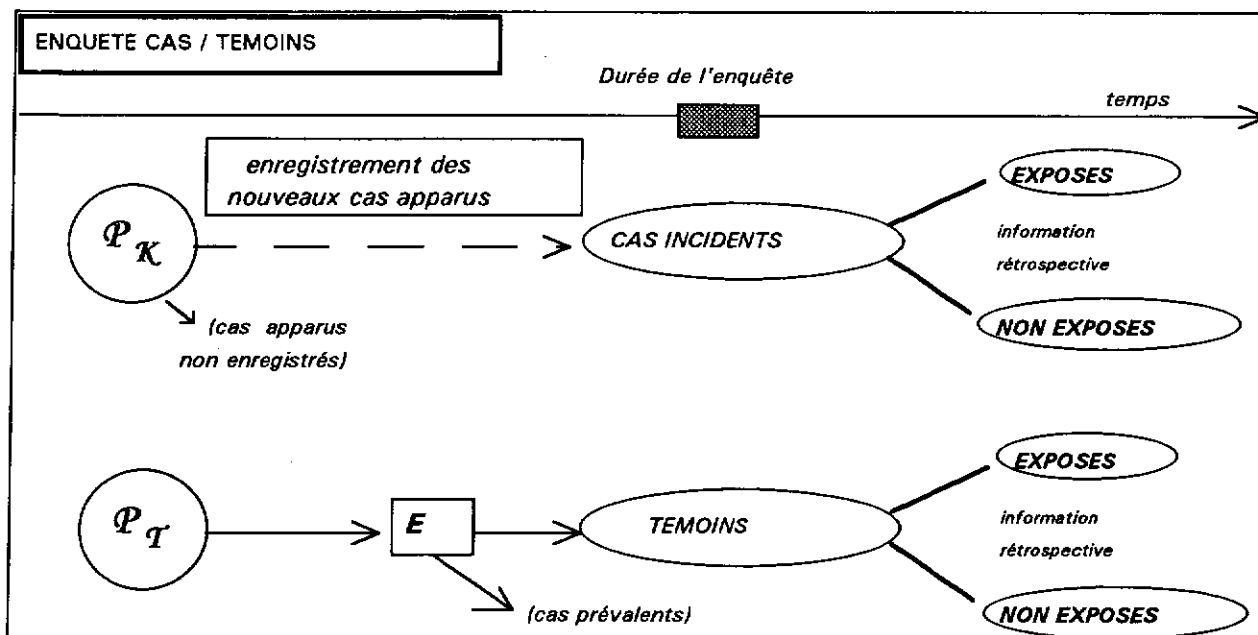 ENQUETE CAS / TEMOINS
Durée de l'enquête
temps
enregistrement des
nouveaux cas apparus
EXPOSES
P K
CAS INCIDENTS
information
rétrospective
(cas apparus
non enregistrés)
NON EXPOSES
EXPOSES
P T
E
TEMOINS
information
rétrospective
(cas prévalents)
NON EXPOSES